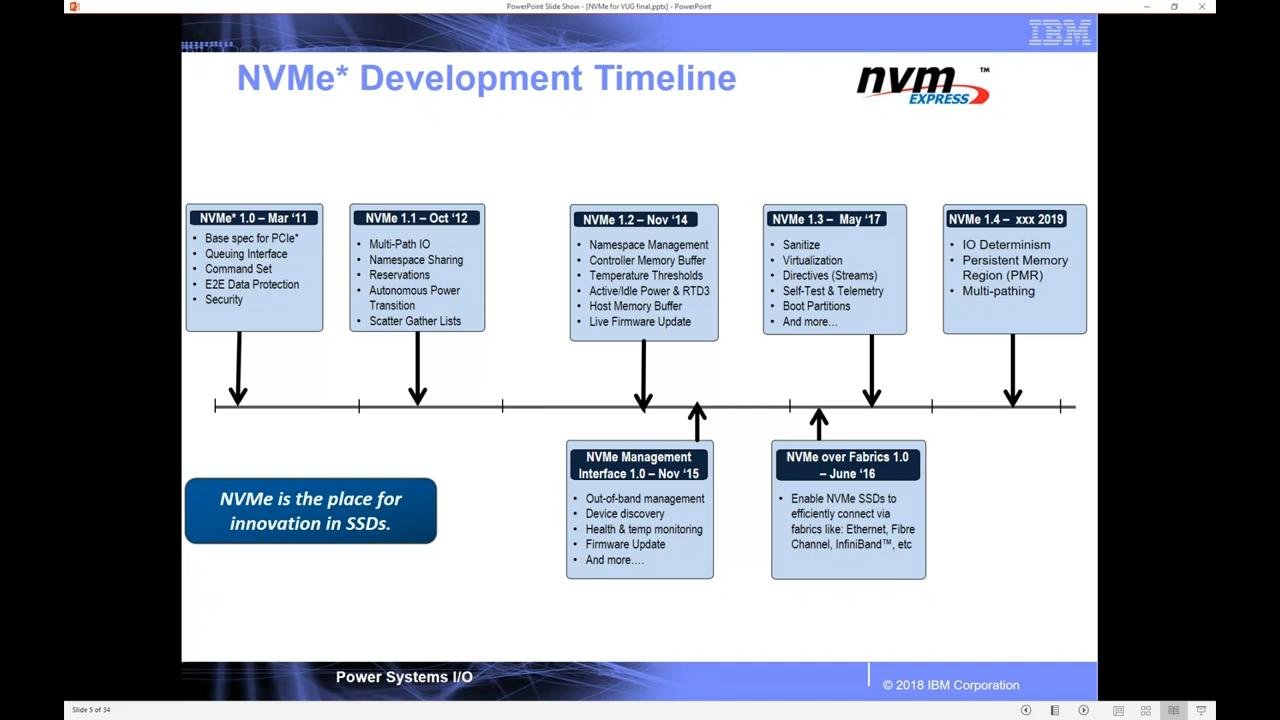 PowerPoint Slide Show - [NVMe for VUG final.pptx] - PowerPoint
IBM
NVMe* Development Timeline
nvm™
EXPRESS
NVMe* 1.0 – Mar ‘11
• Base spec for PCIe*
• Queuing Interface
• Command Set
• E2E Data Protection
• Security
NVMe 1.1 – Oct ‘12
• Multi-Path IO
• Namespace Sharing
• Reservations
• Autonomous Power
Transition
• Scatter Gather Lists
NVMe 1.2 – Nov ‘14
• Namespace Management
• Controller Memory Buffer
• Temperature Thresholds
• Active/Idle Power & RTD3
• Host Memory Buffer
• Live Firmware Update
NVMe 1.3 – May ‘17
• Sanitize
• Virtualization
• Directives (Streams)
• Self-Test & Telemetry
• Boot Partitions
• And more…
NVMe 1.4 – xxx 2019
• IO Determinism
• Persistent Memory
Region (PMR)
• Multi-pathing
NVMe Management
Interface 1.0 – Nov ‘15
• Out-of-band management
• Device discovery
• Health & temp monitoring
• Firmware Update
• And more….
NVMe over Fabrics 1.0
– June ‘16
• Enable NVMe SSDs to
efficiently connect via
fabrics like: Ethernet, Fibre
Channel, InfiniBand™, etc
NVMe is the place for
innovation in SSDs.
Power Systems I/O
© 2018 IBM Corporation
Slide 5 of 34